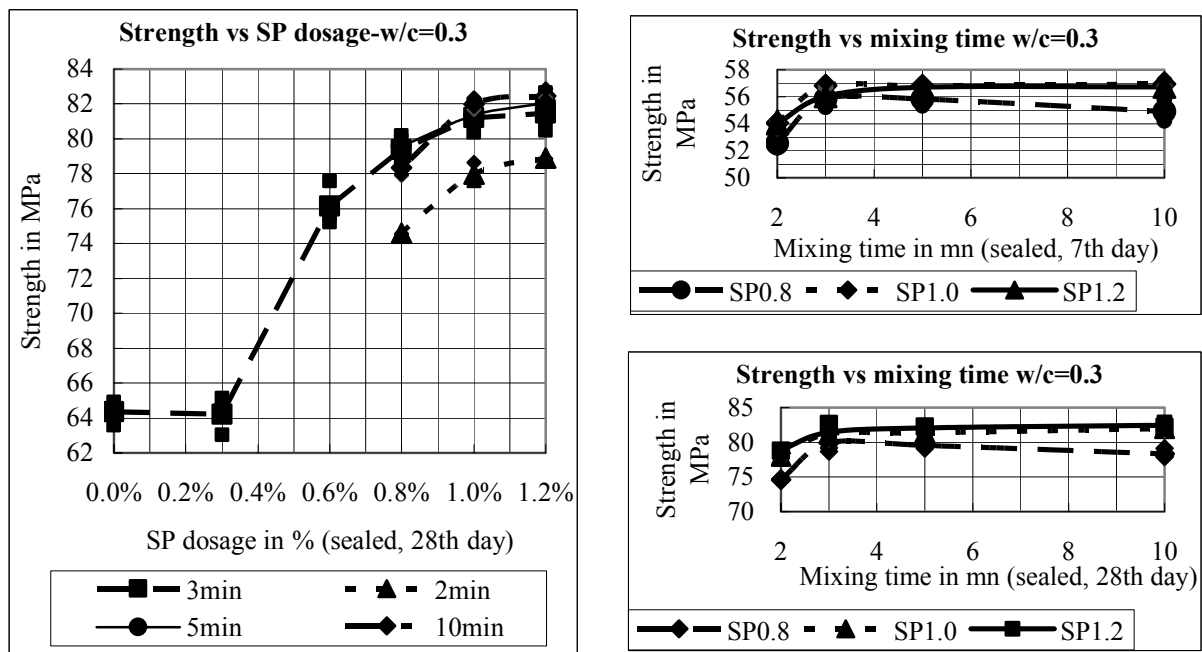 Strength vs SP dosage-w/c=0.3
Strength in MPa
84
82
80
78
76
74
72
70
68
66
64
62
0.0% 0.2% 0.4% 0.6% 0.8% 1.0% 1.2%
SP dosage in % (sealed, 28th day)
3min 2min
5min 10min
Strength vs mixing time w/c=0.3
Strength in
MPa
58
56
54
52
50
2 4 6 8 10
Mixing time in mn (sealed, 7th day)
SP0.8 SP1.0 SP1.2
Strength vs mixing time w/c=0.3
Strength in
MPa
85
80
75
70
2 4 6 8 10
Mixing time in mn (sealed, 28th day)
SP0.8 SP1.0 SP1.2